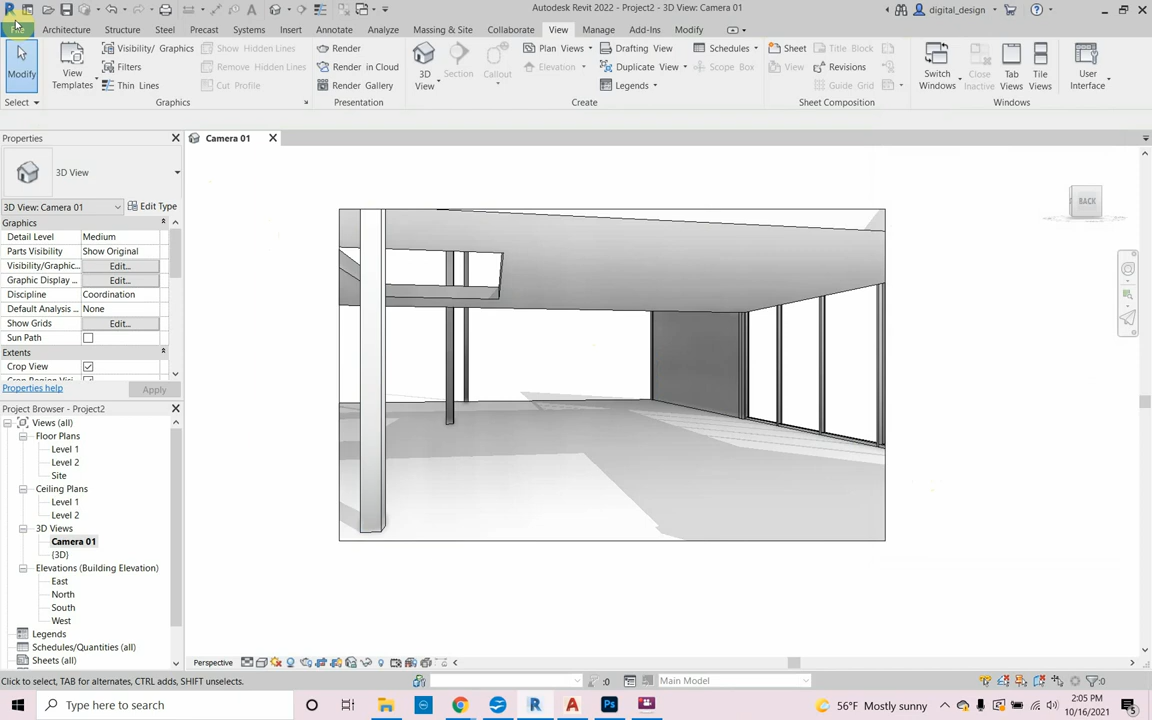 Autodesk Revit 2022 - Project2 - 3D View: Camera 01
digital_design
File Architecture Structure Steel Precast Systems Insert Annotate Analyze Massing & Site Collaborate View Manage Add-Ins Modify
Modify
View
Templates
Visibility/ Graphics
Filters
Thin Lines
Show Hidden Lines
Remove Hidden Lines
Cut Profile
Render
Render in Cloud
Render Gallery
3D
View
Section
Callout
Plan Views
Elevation
Drafting View
Duplicate View
Legends
Schedules
Scope Box
Sheet
View
Title Block
Revisions
Guide Grid
Switch
Windows
Close
Inactive
Tab
Views
Tile
Views
User
Interface
Select Graphics Presentation Create Sheet Composition Windows
Properties
Camera 01
3D View
BACK
3D View: Camera 01 Edit Type
Graphics
Detail Level Medium
Parts Visibility Show Original
Visibility/Graphic... Edit...
Graphic Display ... Edit...
Discipline Coordination
Default Analysis ... None
Show Grids Edit...
Sun Path
Extents
Crop View
Properties help Apply
Project Browser - Project2
Views (all)
Floor Plans
Level 1
Level 2
Site
Ceiling Plans
Level 1
Level 2
3D Views
Camera 01
(3D)
Elevations (Building Elevation)
East
North
South
West
Legends
Schedules/Quantities (all)
Sheets (all)
Perspective
Click to select, TAB for alternates, CTRL adds, SHIFT unselects.
:0
Main Model
:0
Type here to search
56°F Mostly sunny
2:05 PM
10/16/2021